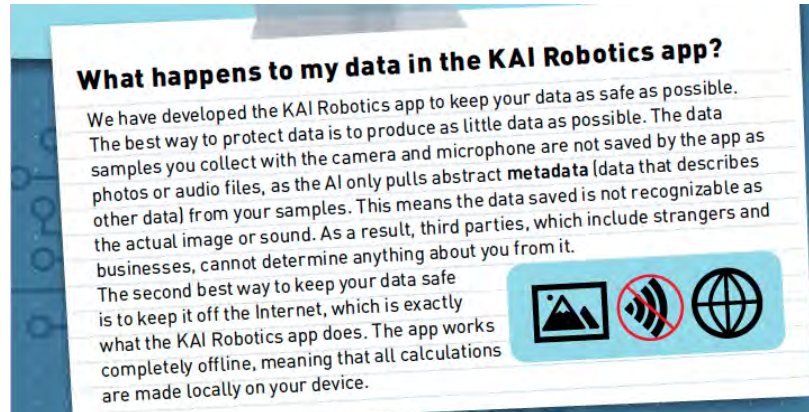 What happens to my data in the KAI Robotics app?
We have developed the KAI Robotics app to keep your data as safe as possible.
The best way to protect data is to produce as little data as possible. The data
samples you collect with the camera and microphone are not saved by the app as
photos or audio files, as the AI only pulls abstract metadata (data that describes
other data) from your samples. This means the data saved is not recognizable as
the actual image or sound. As a result, third parties, which include strangers and
businesses, cannot determine anything about you from it.
The second best way to keep your data safe
is to keep it off the Internet, which is exactly
what the KAI Robotics app does. The app works
completely offline, meaning that all calculations
are made locally on your device.